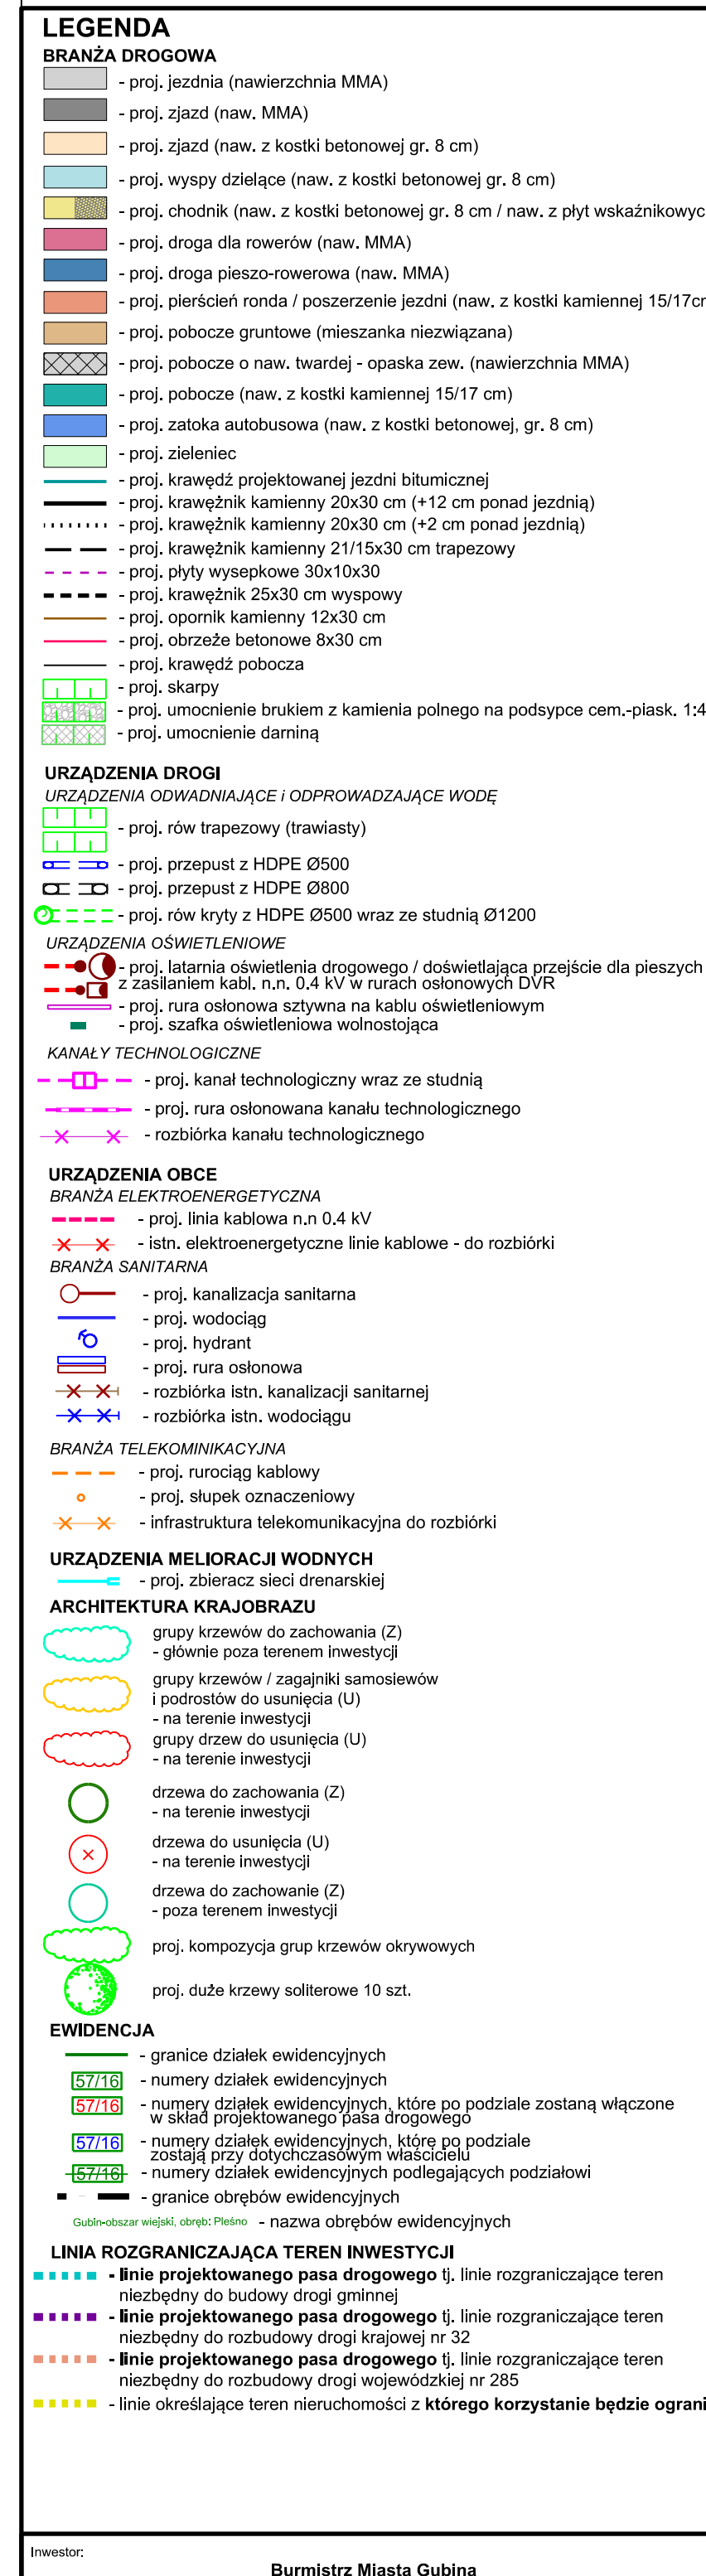 LEGENDA
BRANŻA DROGOWA
- proj. jezdnia (nawierzchnia MMA)
- proj. zjazd (naw. MMA)
- proj. zjazd (naw. z kostki betonowej gr. 8 cm)
- proj. wyspy dzielące (naw. z kostki betonowej gr. 8 cm)
- proj. chodnik (naw. z kostki betonowej gr. 8 cm / naw. z płyt wskaźnikowyc
- proj. droga dla rowerów (naw. MMA)
- proj. droga pieszo-rowerowa (naw. MMA)
- proj. pierścień ronda / poszerzenie jezdni (naw. z kostki kamiennej 15/17cm
- proj. pobocze gruntowe (mieszanka niezwiązana)
- proj. pobocze o naw. twardej - opaska zew. (nawierzchnia MMA)
- proj. pobocze (naw. z kostki kamiennej 15/17 cm)
- proj. zatoka autobusowa (naw. z kostki betonowej, gr. 8 cm)
- proj. zieleniec
- proj. krawędź projektowanej jezdni bitumicznej
- proj. krawężnik kamienny 20x30 cm (+12 cm ponad jezdnią)
- proj. krawężnik kamienny 20x30 cm (+2 cm ponad jezdnią)
- proj. krawężnik kamienny 21/15x30 cm trapezowy
- proj. płyty wysepkowe 30x10x30
- proj. krawężnik 25x30 cm wyspowy
- proj. opornik kamienny 12x30 cm
- proj. obrzeże betonowe 8x30 cm
- proj. krawędź pobocza
- proj. skarpy
- proj. umocnienie brukiem z kamienia polnego na podsypce cem.-piask. 1:4
- proj. umocnienie darniną
URZĄDZENIA DROGI
URZĄDZENIA ODWADNIAJĄCE i ODPROWADZAJĄCE WODĘ
- proj. rów trapezowy (trawiasty)
- proj. przepust z HDPE Ø500
- proj. przepust z HDPE Ø800
- proj. rów kryty z HDPE Ø500 wraz ze studnią Ø1200
URZĄDZENIA OŚWIETLENIOWE
- proj. latarnia oświetlenia drogowego / doświetlająca przejście dla pieszych
z zasilaniem kabl. n.n. 0.4 kV w rurach osłonowych DVR
- proj. rura osłonowa sztywna na kablu oświetleniowym
- proj. szafka oświetleniowa wolnostojąca
KANAŁY TECHNOLOGICZNE
- proj. kanał technologiczny wraz ze studnią
- proj. rura osłonowana kanału technologicznego
- rozbiórka kanału technologicznego
URZĄDZENIA OBCE
BRANŻA ELEKTROENERGETYCZNA
- proj. linia kablowa n.n 0.4 kV
- istn. elektroenergetyczne linie kablowe - do rozbiórki
BRANŻA SANITARNA
- proj. kanalizacja sanitarna
- proj. wodociąg
- proj. hydrant
- proj. rura osłonowa
- rozbiórka istn. kanalizacji sanitarnej
- rozbiórka istn. wodociągu
BRANŻA TELEKOMINIKACYJNA
- proj. rurociąg kablowy
- proj. słupek oznaczeniowy
- infrastruktura telekomunikacyjna do rozbiórki
URZĄDZENIA MELIORACJI WODNYCH
- proj. zbieracz sieci drenarskiej
ARCHITEKTURA KRAJOBRAZU
grupy krzewów do zachowania (Z)
- głównie poza terenem inwestycji
grupy krzewów / zagajniki samosiewów
i podrostów do usunięcia (U)
- na terenie inwestycji
grupy drzew do usunięcia (U)
- na terenie inwestycji
drzewa do zachowania (Z)
- na terenie inwestycji
drzewa do usunięcia (U)
- na terenie inwestycji
drzewa do zachowanie (Z)
- poza terenem inwestycji
proj. kompozycja grup krzewów okrywowych
proj. duże krzewy soliterowe 10 szt.
EWIDENCJA
- granice działek ewidencyjnych
57/16 - numery działek ewidencyjnych
57/16 - numery działek ewidencyjnych, które po podziale zostaną włączone
w skład projektowanego pasa drogowego
57/16 - numery działek ewidencyjnych, które po podziale
zostają przy dotychczasowym właścicielu
57/16 - numery działek ewidencyjnych podlegających podziałowi
- granice obrębów ewidencyjnych
Gubin-obszar wiejski, obręb: Pleśno - nazwa obrębów ewidencyjnych
LINIA ROZGRANICZAJĄCA TEREN INWESTYCJI
- linie projektowanego pasa drogowego tj. linie rozgraniczające teren
niezbędny do budowy drogi gminnej
- linie projektowanego pasa drogowego tj. linie rozgraniczające teren
niezbędny do rozbudowy drogi krajowej nr 32
- linie projektowanego pasa drogowego tj. linie rozgraniczające teren
niezbędny do rozbudowy drogi wojewódzkiej nr 285
- linie określające teren nieruchomości z którego korzystanie będzie ograni
Inwestor:
Burmistrz Miasta Gubina